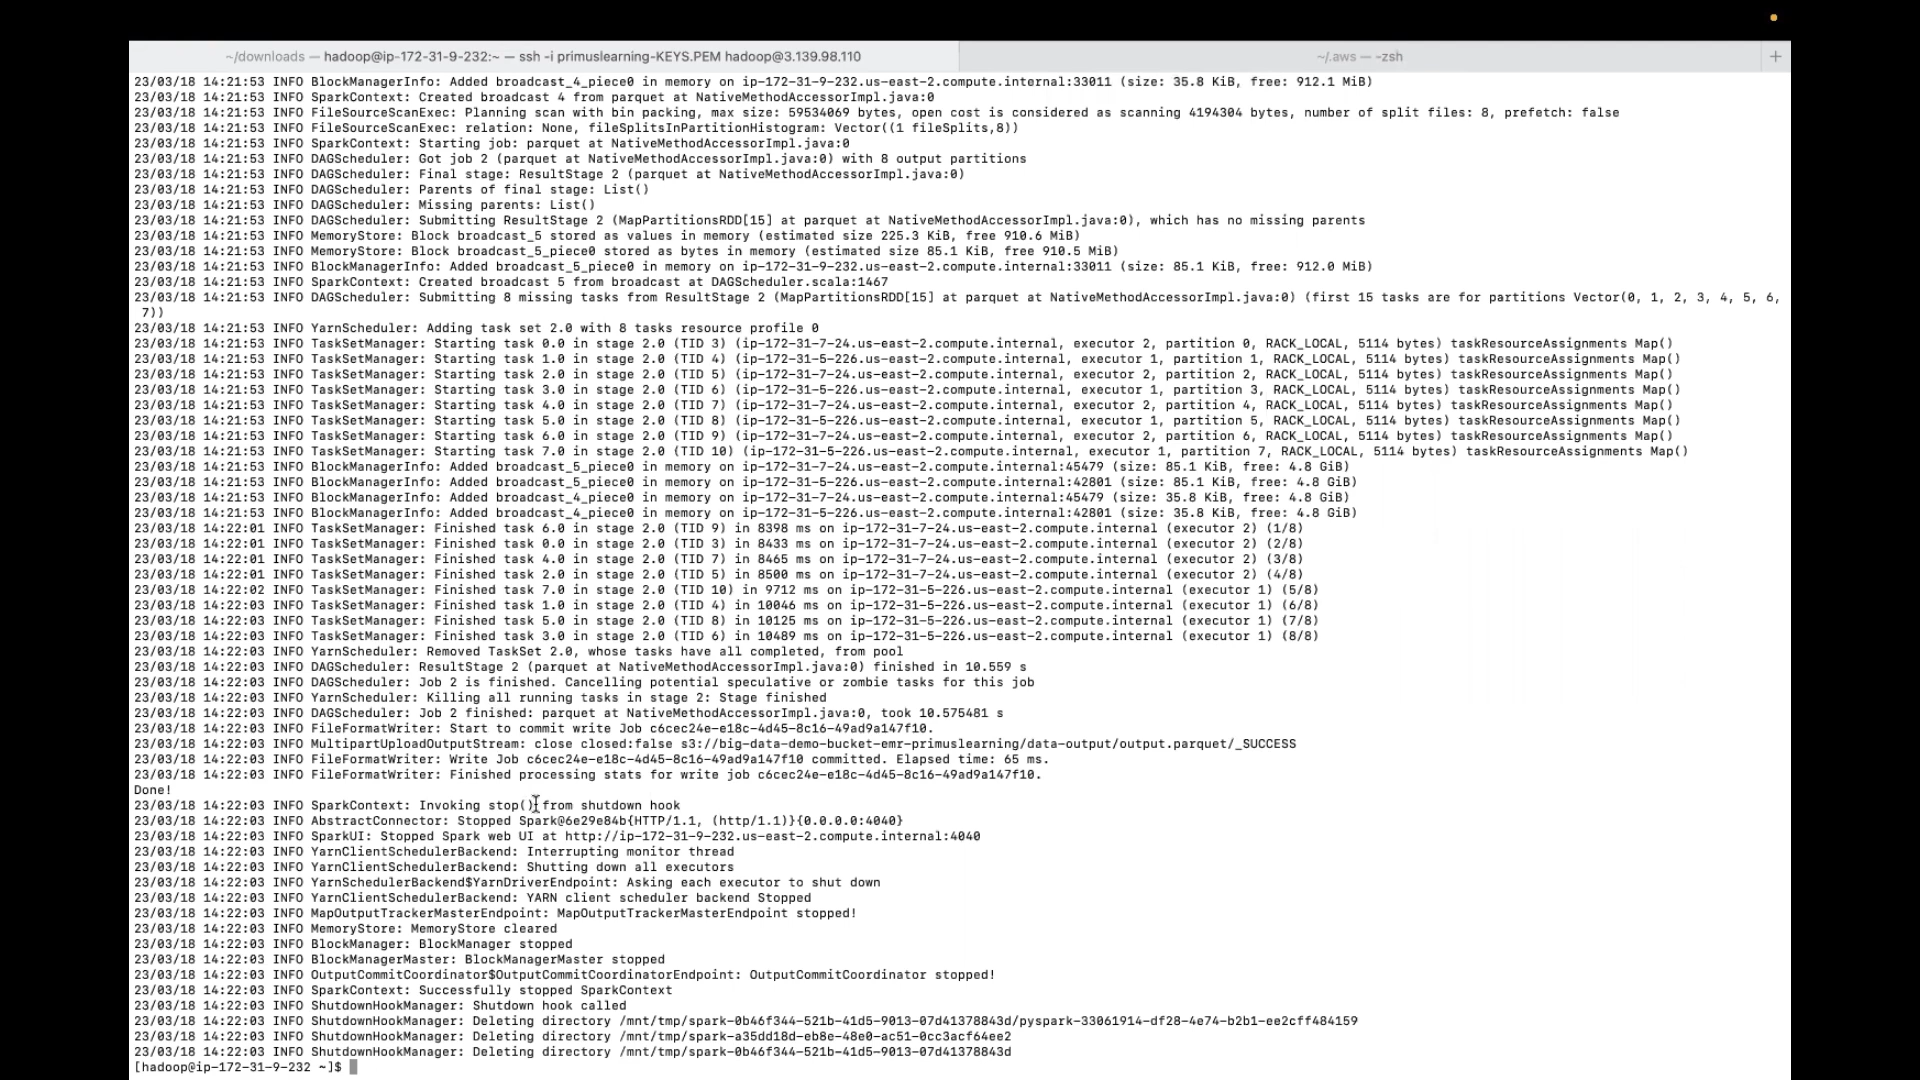 ~/downloads — hadoop@ip-172-31-9-232:~ — ssh -i primuslearning-KEYS.PEM hadoop@3.139.98.110
~/.aws — -zsh
+
23/03/18 14:21:53 INFO BlockManagerInfo: Added broadcast_4_piece0 in memory on ip-172-31-9-232.us-east-2.compute.internal:33011 (size: 35.8 KiB, free: 912.1 MiB)
23/03/18 14:21:53 INFO SparkContext: Created broadcast 4 from parquet at NativeMethodAccessorImpl.java:0
23/03/18 14:21:53 INFO FileSourceScanExec: Planning scan with bin packing, max size: 59534069 bytes, open cost is considered as scanning 4194304 bytes, number of split files: 8, prefetch: false
23/03/18 14:21:53 INFO FileSourceScanExec: relation: None, fileSplitsInPartitionHistogram: Vector((1 fileSplits,8))
23/03/18 14:21:53 INFO SparkContext: Starting job: parquet at NativeMethodAccessorImpl.java:0
23/03/18 14:21:53 INFO DAGScheduler: Got job 2 (parquet at NativeMethodAccessorImpl.java:0) with 8 output partitions
23/03/18 14:21:53 INFO DAGScheduler: Final stage: ResultStage 2 (parquet at NativeMethodAccessorImpl.java:0)
23/03/18 14:21:53 INFO DAGScheduler: Parents of final stage: List()
23/03/18 14:21:53 INFO DAGScheduler: Missing parents: List()
23/03/18 14:21:53 INFO DAGScheduler: Submitting ResultStage 2 (MapPartitionsRDD[15] at parquet at NativeMethodAccessorImpl.java:0), which has no missing parents
23/03/18 14:21:53 INFO MemoryStore: Block broadcast_5 stored as values in memory (estimated size 225.3 KiB, free 910.6 MiB)
23/03/18 14:21:53 INFO MemoryStore: Block broadcast_5_piece0 stored as bytes in memory (estimated size 85.1 KiB, free 910.5 MiB)
23/03/18 14:21:53 INFO BlockManagerInfo: Added broadcast_5_piece0 in memory on ip-172-31-9-232.us-east-2.compute.internal:33011 (size: 85.1 KiB, free: 912.0 MiB)
23/03/18 14:21:53 INFO SparkContext: Created broadcast 5 from broadcast at DAGScheduler.scala:1467
23/03/18 14:21:53 INFO DAGScheduler: Submitting 8 missing tasks from ResultStage 2 (MapPartitionsRDD[15] at parquet at NativeMethodAccessorImpl.java:0) (first 15 tasks are for partitions Vector(0, 1, 2, 3, 4, 5, 6,
7))
23/03/18 14:21:53 INFO YarnScheduler: Adding task set 2.0 with 8 tasks resource profile 0
23/03/18 14:21:53 INFO TaskSetManager: Starting task 0.0 in stage 2.0 (TID 3) (ip-172-31-7-24.us-east-2.compute.internal, executor 2, partition 0, RACK_LOCAL, 5114 bytes) taskResourceAssignments Map()
23/03/18 14:21:53 INFO TaskSetManager: Starting task 1.0 in stage 2.0 (TID 4) (ip-172-31-5-226.us-east-2.compute.internal, executor 1, partition 1, RACK_LOCAL, 5114 bytes) taskResourceAssignments Map()
23/03/18 14:21:53 INFO TaskSetManager: Starting task 2.0 in stage 2.0 (TID 5) (ip-172-31-7-24.us-east-2.compute.internal, executor 2, partition 2, RACK_LOCAL, 5114 bytes) taskResourceAssignments Map()
23/03/18 14:21:53 INFO TaskSetManager: Starting task 3.0 in stage 2.0 (TID 6) (ip-172-31-5-226.us-east-2.compute.internal, executor 1, partition 3, RACK_LOCAL, 5114 bytes) taskResourceAssignments Map()
23/03/18 14:21:53 INFO TaskSetManager: Starting task 4.0 in stage 2.0 (TID 7) (ip-172-31-7-24.us-east-2.compute.internal, executor 2, partition 4, RACK_LOCAL, 5114 bytes) taskResourceAssignments Map()
23/03/18 14:21:53 INFO TaskSetManager: Starting task 5.0 in stage 2.0 (TID 8) (ip-172-31-5-226.us-east-2.compute.internal, executor 1, partition 5, RACK_LOCAL, 5114 bytes) taskResourceAssignments Map()
23/03/18 14:21:53 INFO TaskSetManager: Starting task 6.0 in stage 2.0 (TID 9) (ip-172-31-7-24.us-east-2.compute.internal, executor 2, partition 6, RACK_LOCAL, 5114 bytes) taskResourceAssignments Map()
23/03/18 14:21:53 INFO TaskSetManager: Starting task 7.0 in stage 2.0 (TID 10) (ip-172-31-5-226.us-east-2.compute.internal, executor 1, partition 7, RACK_LOCAL, 5114 bytes) taskResourceAssignments Map()
23/03/18 14:21:53 INFO BlockManagerInfo: Added broadcast_5_piece0 in memory on ip-172-31-7-24.us-east-2.compute.internal:45479 (size: 85.1 KiB, free: 4.8 GiB)
23/03/18 14:21:53 INFO BlockManagerInfo: Added broadcast_5_piece0 in memory on ip-172-31-5-226.us-east-2.compute.internal:42801 (size: 85.1 KiB, free: 4.8 GiB)
23/03/18 14:21:53 INFO BlockManagerInfo: Added broadcast_4_piece0 in memory on ip-172-31-7-24.us-east-2.compute.internal:45479 (size: 35.8 KiB, free: 4.8 GiB)
23/03/18 14:21:53 INFO BlockManagerInfo: Added broadcast_4_piece0 in memory on ip-172-31-5-226.us-east-2.compute.internal:42801 (size: 35.8 KiB, free: 4.8 GiB)
23/03/18 14:22:01 INFO TaskSetManager: Finished task 6.0 in stage 2.0 (TID 9) in 8398 ms on ip-172-31-7-24.us-east-2.compute.internal (executor 2) (1/8)
23/03/18 14:22:01 INFO TaskSetManager: Finished task 0.0 in stage 2.0 (TID 3) in 8433 ms on ip-172-31-7-24.us-east-2.compute.internal (executor 2) (2/8)
23/03/18 14:22:01 INFO TaskSetManager: Finished task 4.0 in stage 2.0 (TID 7) in 8465 ms on ip-172-31-7-24.us-east-2.compute.internal (executor 2) (3/8)
23/03/18 14:22:01 INFO TaskSetManager: Finished task 2.0 in stage 2.0 (TID 5) in 8500 ms on ip-172-31-7-24.us-east-2.compute.internal (executor 2) (4/8)
23/03/18 14:22:02 INFO TaskSetManager: Finished task 7.0 in stage 2.0 (TID 10) in 9712 ms on ip-172-31-5-226.us-east-2.compute.internal (executor 1) (5/8)
23/03/18 14:22:03 INFO TaskSetManager: Finished task 1.0 in stage 2.0 (TID 4) in 10046 ms on ip-172-31-5-226.us-east-2.compute.internal (executor 1) (6/8)
23/03/18 14:22:03 INFO TaskSetManager: Finished task 5.0 in stage 2.0 (TID 8) in 10125 ms on ip-172-31-5-226.us-east-2.compute.internal (executor 1) (7/8)
23/03/18 14:22:03 INFO TaskSetManager: Finished task 3.0 in stage 2.0 (TID 6) in 10489 ms on ip-172-31-5-226.us-east-2.compute.internal (executor 1) (8/8)
23/03/18 14:22:03 INFO YarnScheduler: Removed TaskSet 2.0, whose tasks have all completed, from pool
23/03/18 14:22:03 INFO DAGScheduler: ResultStage 2 (parquet at NativeMethodAccessorImpl.java:0) finished in 10.559 s
23/03/18 14:22:03 INFO DAGScheduler: Job 2 is finished. Cancelling potential speculative or zombie tasks for this job
23/03/18 14:22:03 INFO YarnScheduler: Killing all running tasks in stage 2: Stage finished
23/03/18 14:22:03 INFO DAGScheduler: Job 2 finished: parquet at NativeMethodAccessorImpl.java:0, took 10.575481 s
23/03/18 14:22:03 INFO FileFormatWriter: Start to commit write Job c6cec24e-e18c-4d45-8c16-49ad9a147f10.
23/03/18 14:22:03 INFO MultipartUploadOutputStream: close closed:false s3://big-data-demo-bucket-emr-primuslearning/data-output/output.parquet/_SUCCESS
23/03/18 14:22:03 INFO FileFormatWriter: Write Job c6cec24e-e18c-4d45-8c16-49ad9a147f10 committed. Elapsed time: 65 ms.
23/03/18 14:22:03 INFO FileFormatWriter: Finished processing stats for write job c6cec24e-e18c-4d45-8c16-49ad9a147f10.
Done!
23/03/18 14:22:03 INFO SparkContext: Invoking stop() from shutdown hook
23/03/18 14:22:03 INFO AbstractConnector: Stopped Spark@6e29e84b{HTTP/1.1, (http/1.1)}{0.0.0.0:4040}
23/03/18 14:22:03 INFO SparkUI: Stopped Spark web UI at http://ip-172-31-9-232.us-east-2.compute.internal:4040
23/03/18 14:22:03 INFO YarnClientSchedulerBackend: Interrupting monitor thread
23/03/18 14:22:03 INFO YarnClientSchedulerBackend: Shutting down all executors
23/03/18 14:22:03 INFO YarnSchedulerBackend$YarnDriverEndpoint: Asking each executor to shut down
23/03/18 14:22:03 INFO YarnClientSchedulerBackend: YARN client scheduler backend Stopped
23/03/18 14:22:03 INFO MapOutputTrackerMasterEndpoint: MapOutputTrackerMasterEndpoint stopped!
23/03/18 14:22:03 INFO MemoryStore: MemoryStore cleared
23/03/18 14:22:03 INFO BlockManager: BlockManager stopped
23/03/18 14:22:03 INFO BlockManagerMaster: BlockManagerMaster stopped
23/03/18 14:22:03 INFO OutputCommitCoordinator$OutputCommitCoordinatorEndpoint: OutputCommitCoordinator stopped!
23/03/18 14:22:03 INFO SparkContext: Successfully stopped SparkContext
23/03/18 14:22:03 INFO ShutdownHookManager: Shutdown hook called
23/03/18 14:22:03 INFO ShutdownHookManager: Deleting directory /mnt/tmp/spark-0b46f344-521b-41d5-9013-07d41378843d/pyspark-33061914-df28-4e74-b2b1-ee2cff484159
23/03/18 14:22:03 INFO ShutdownHookManager: Deleting directory /mnt/tmp/spark-a35dd18d-eb8e-48e0-ac51-0cc3acf64ee2
23/03/18 14:22:03 INFO ShutdownHookManager: Deleting directory /mnt/tmp/spark-0b46f344-521b-41d5-9013-07d41378843d
[hadoop@ip-172-31-9-232 ~]$